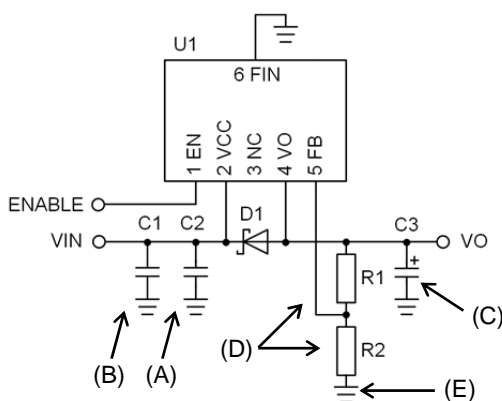 U1
6 FIN
1 EN
2 VCC
3 NC
4 VO
5 FB
ENABLE
C1
C2
D1
C3
VIN
VO
+
R1
(B)
(A)
(D)
(C)
R2
(E)